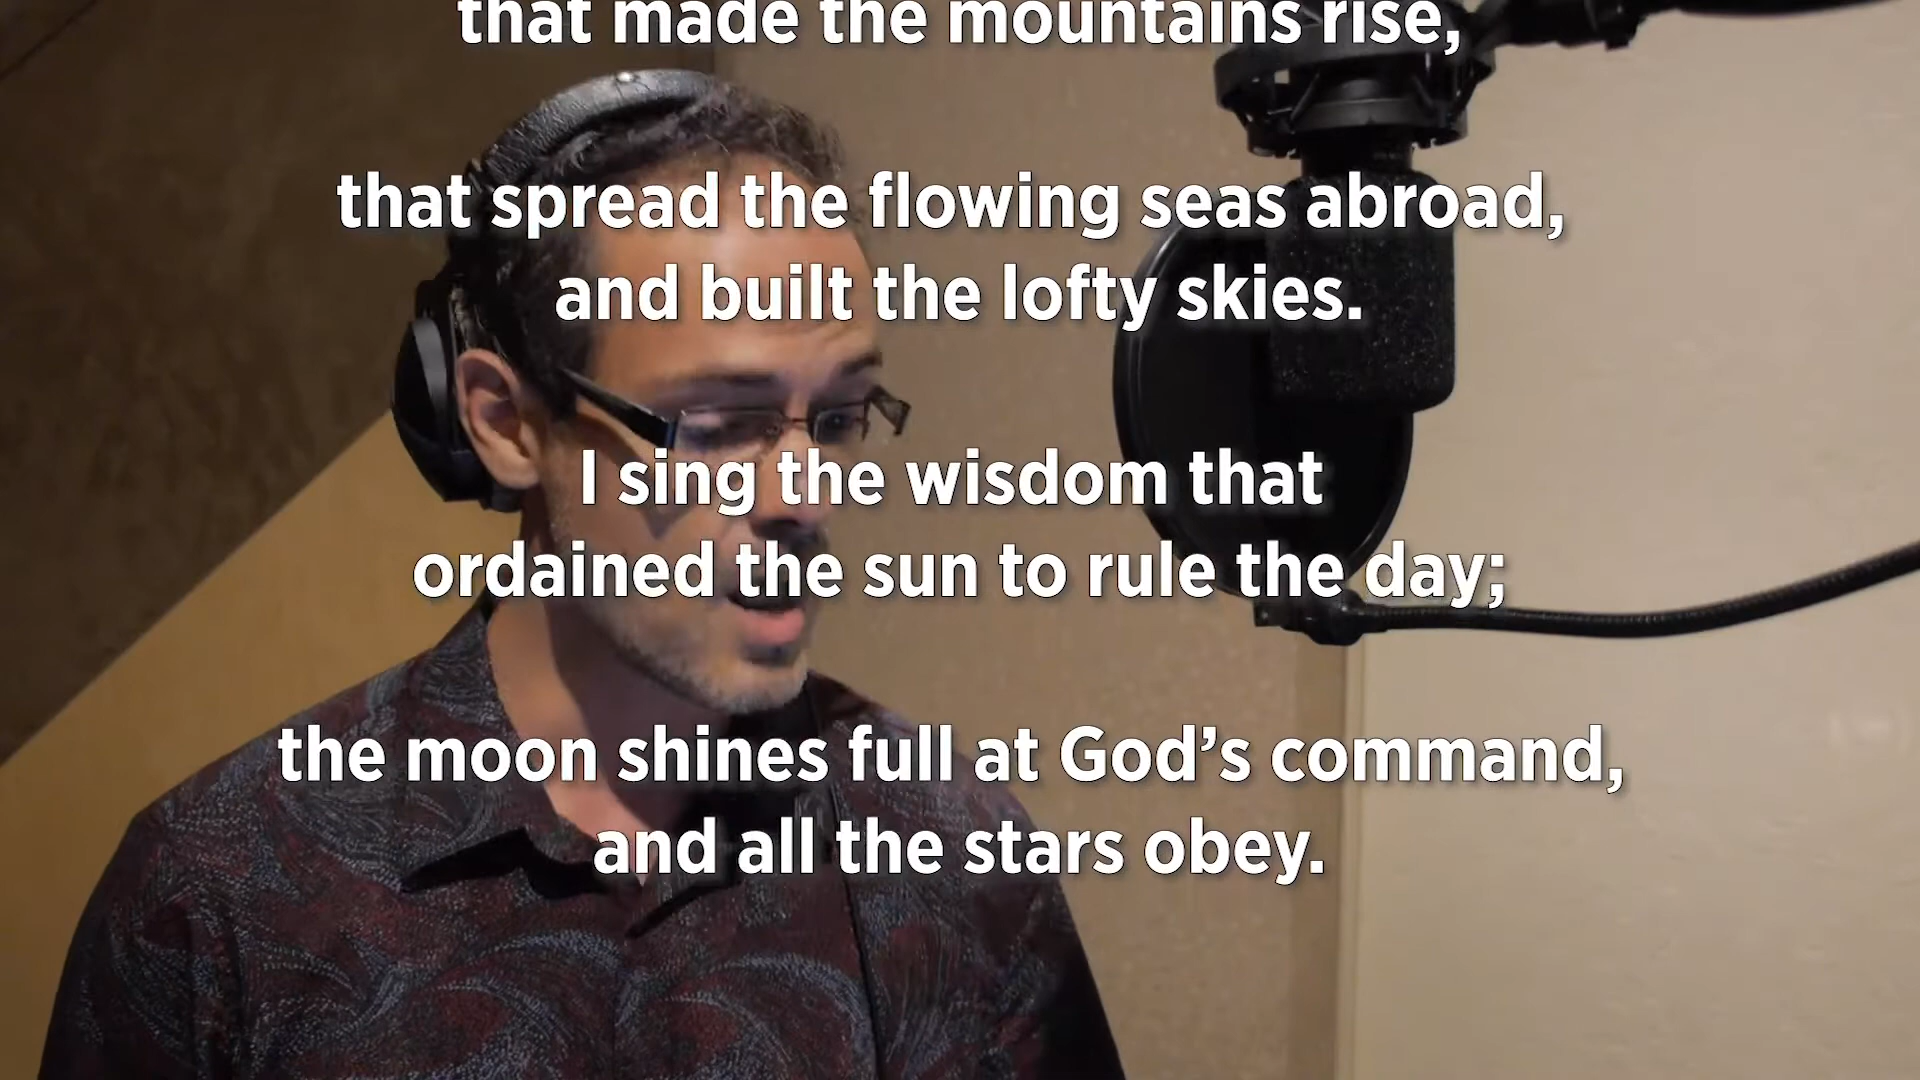 that made the mountains rise,
that spread the flowing seas abroad,
and built the lofty skies.
I sing the wisdom that
ordained the sun to rule the day;
the moon shines full at God’s command,
and all the stars obey.